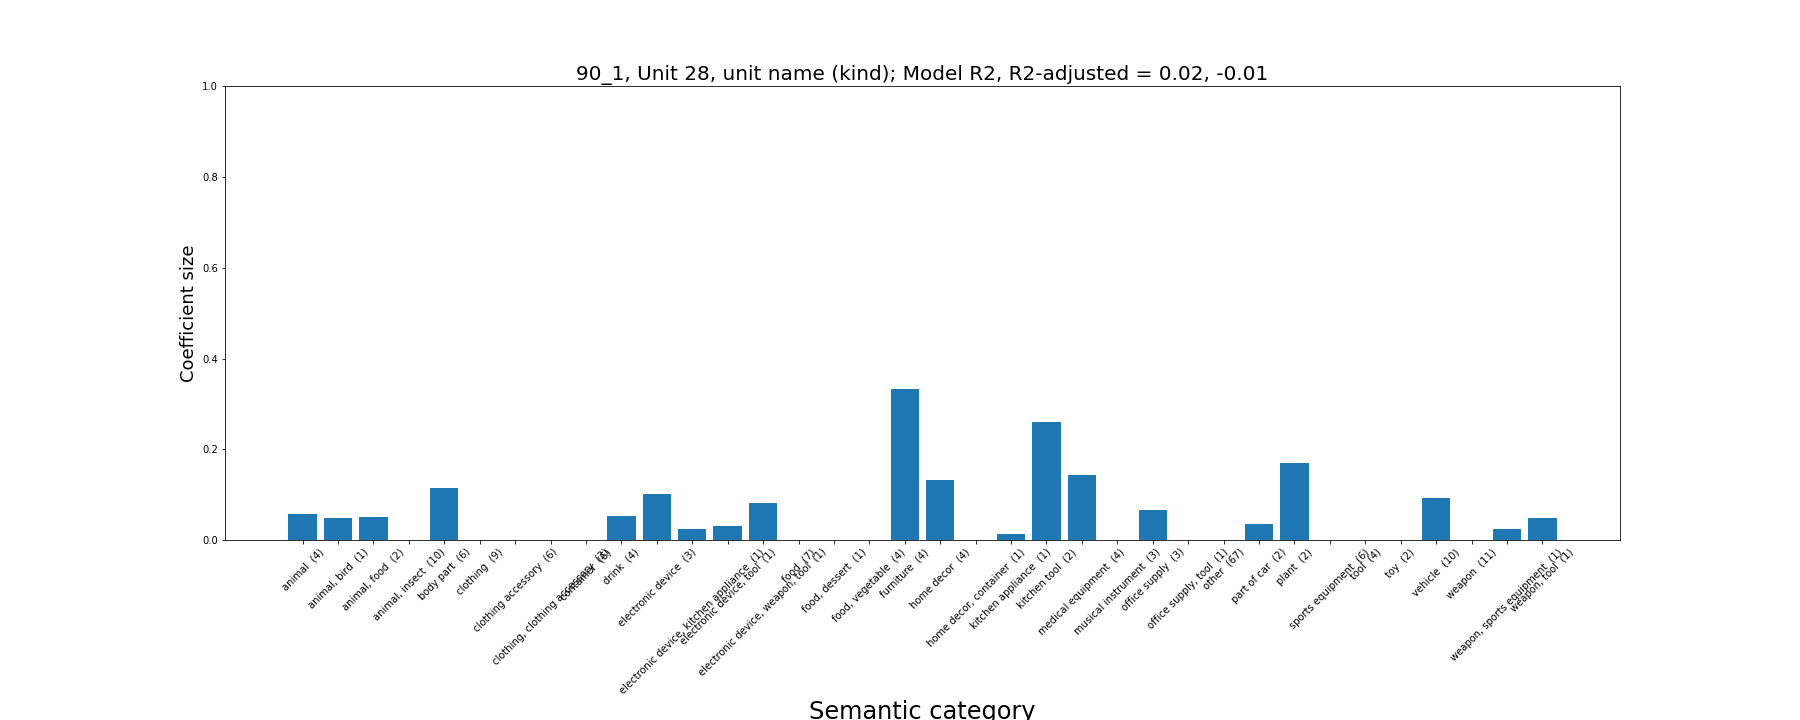 90_1, Unit 28, unit name (kind); Model R2, R2-adjusted = 0.02, -0.01
1.0
0.8
0.6
0.4
0.2
0.0
Coefficient size
animal (4)
animal, bird (1)
animal, food (2)
animal, insect (10)
body part (6)
clothing (9)
clothing accessory (6)
clothing, clothing accessory
container (6)
drink (4)
electronic device (3)
electronic device, kitchen appliance (1)
electronic device, tool (1)
electronic device, weapon, tool (1)
food (7)
food, dessert (1)
food, vegetable (4)
furniture (4)
home decor (4)
home decor, container (1)
kitchen appliance (1)
kitchen tool (2)
medical equipment (4)
musical instrument (3)
office supply (3)
office supply, tool (1)
other (67)
part of car (2)
plant (2)
sports equipment (6)
tool (4)
toy (2)
vehicle (10)
weapon (11)
weapon, sports equipment (1)
weapon, tool (1)
Semantic category